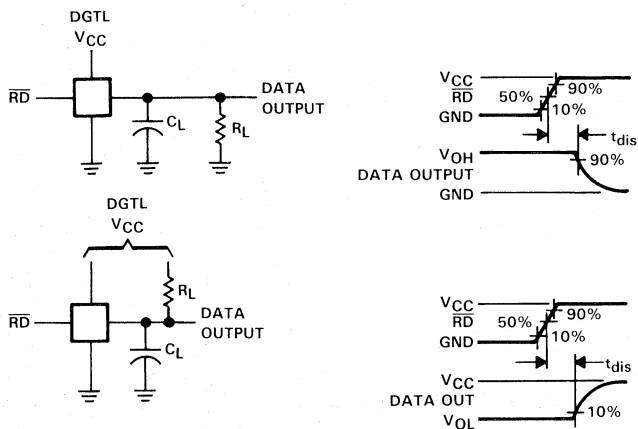 DGTL
VCC
RD
DATA
OUTPUT
CL
RL
VCC
RD
GND
90%
50%
10%
tdis
VOH
DATA OUTPUT
GND
90%
DGTL
VCC
RL
RD
DATA
OUTPUT
CL
VCC
RD
GND
90%
50%
10%
tdis
VCC
DATA OUT
VOL
10%